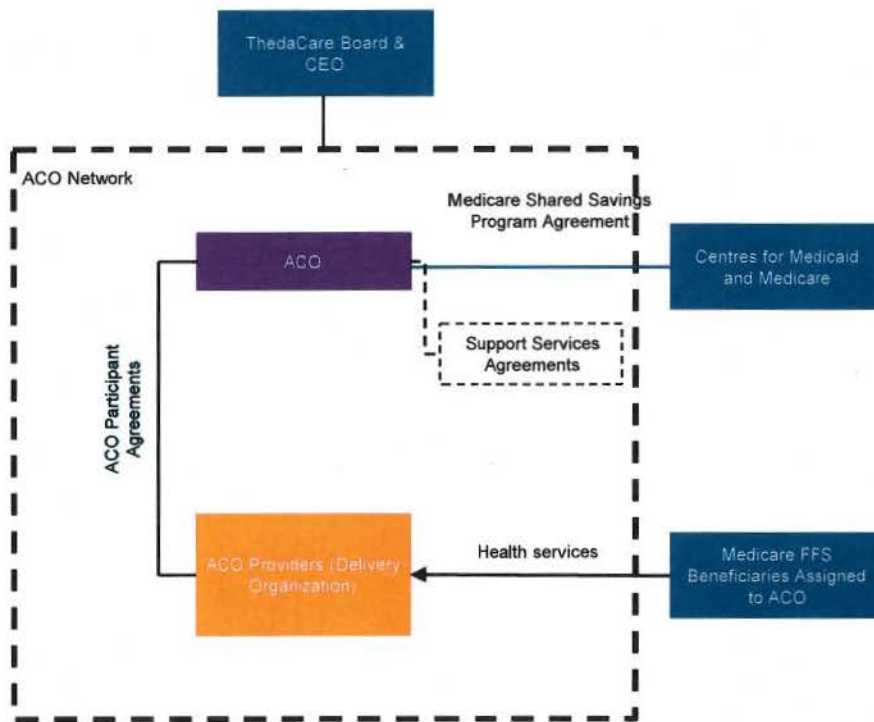 ThedaCare Board &
CEO
ACO Network
Medicare Shared Savings
Program Agreement
ACO
Centres for Medicaid
and Medicare
Support Services
Agreements
ACO Participant
Agreements
ACO Providers (Delivery
Organization)
Health services
Medicare FFS
Beneficiaries Assigned
to ACO